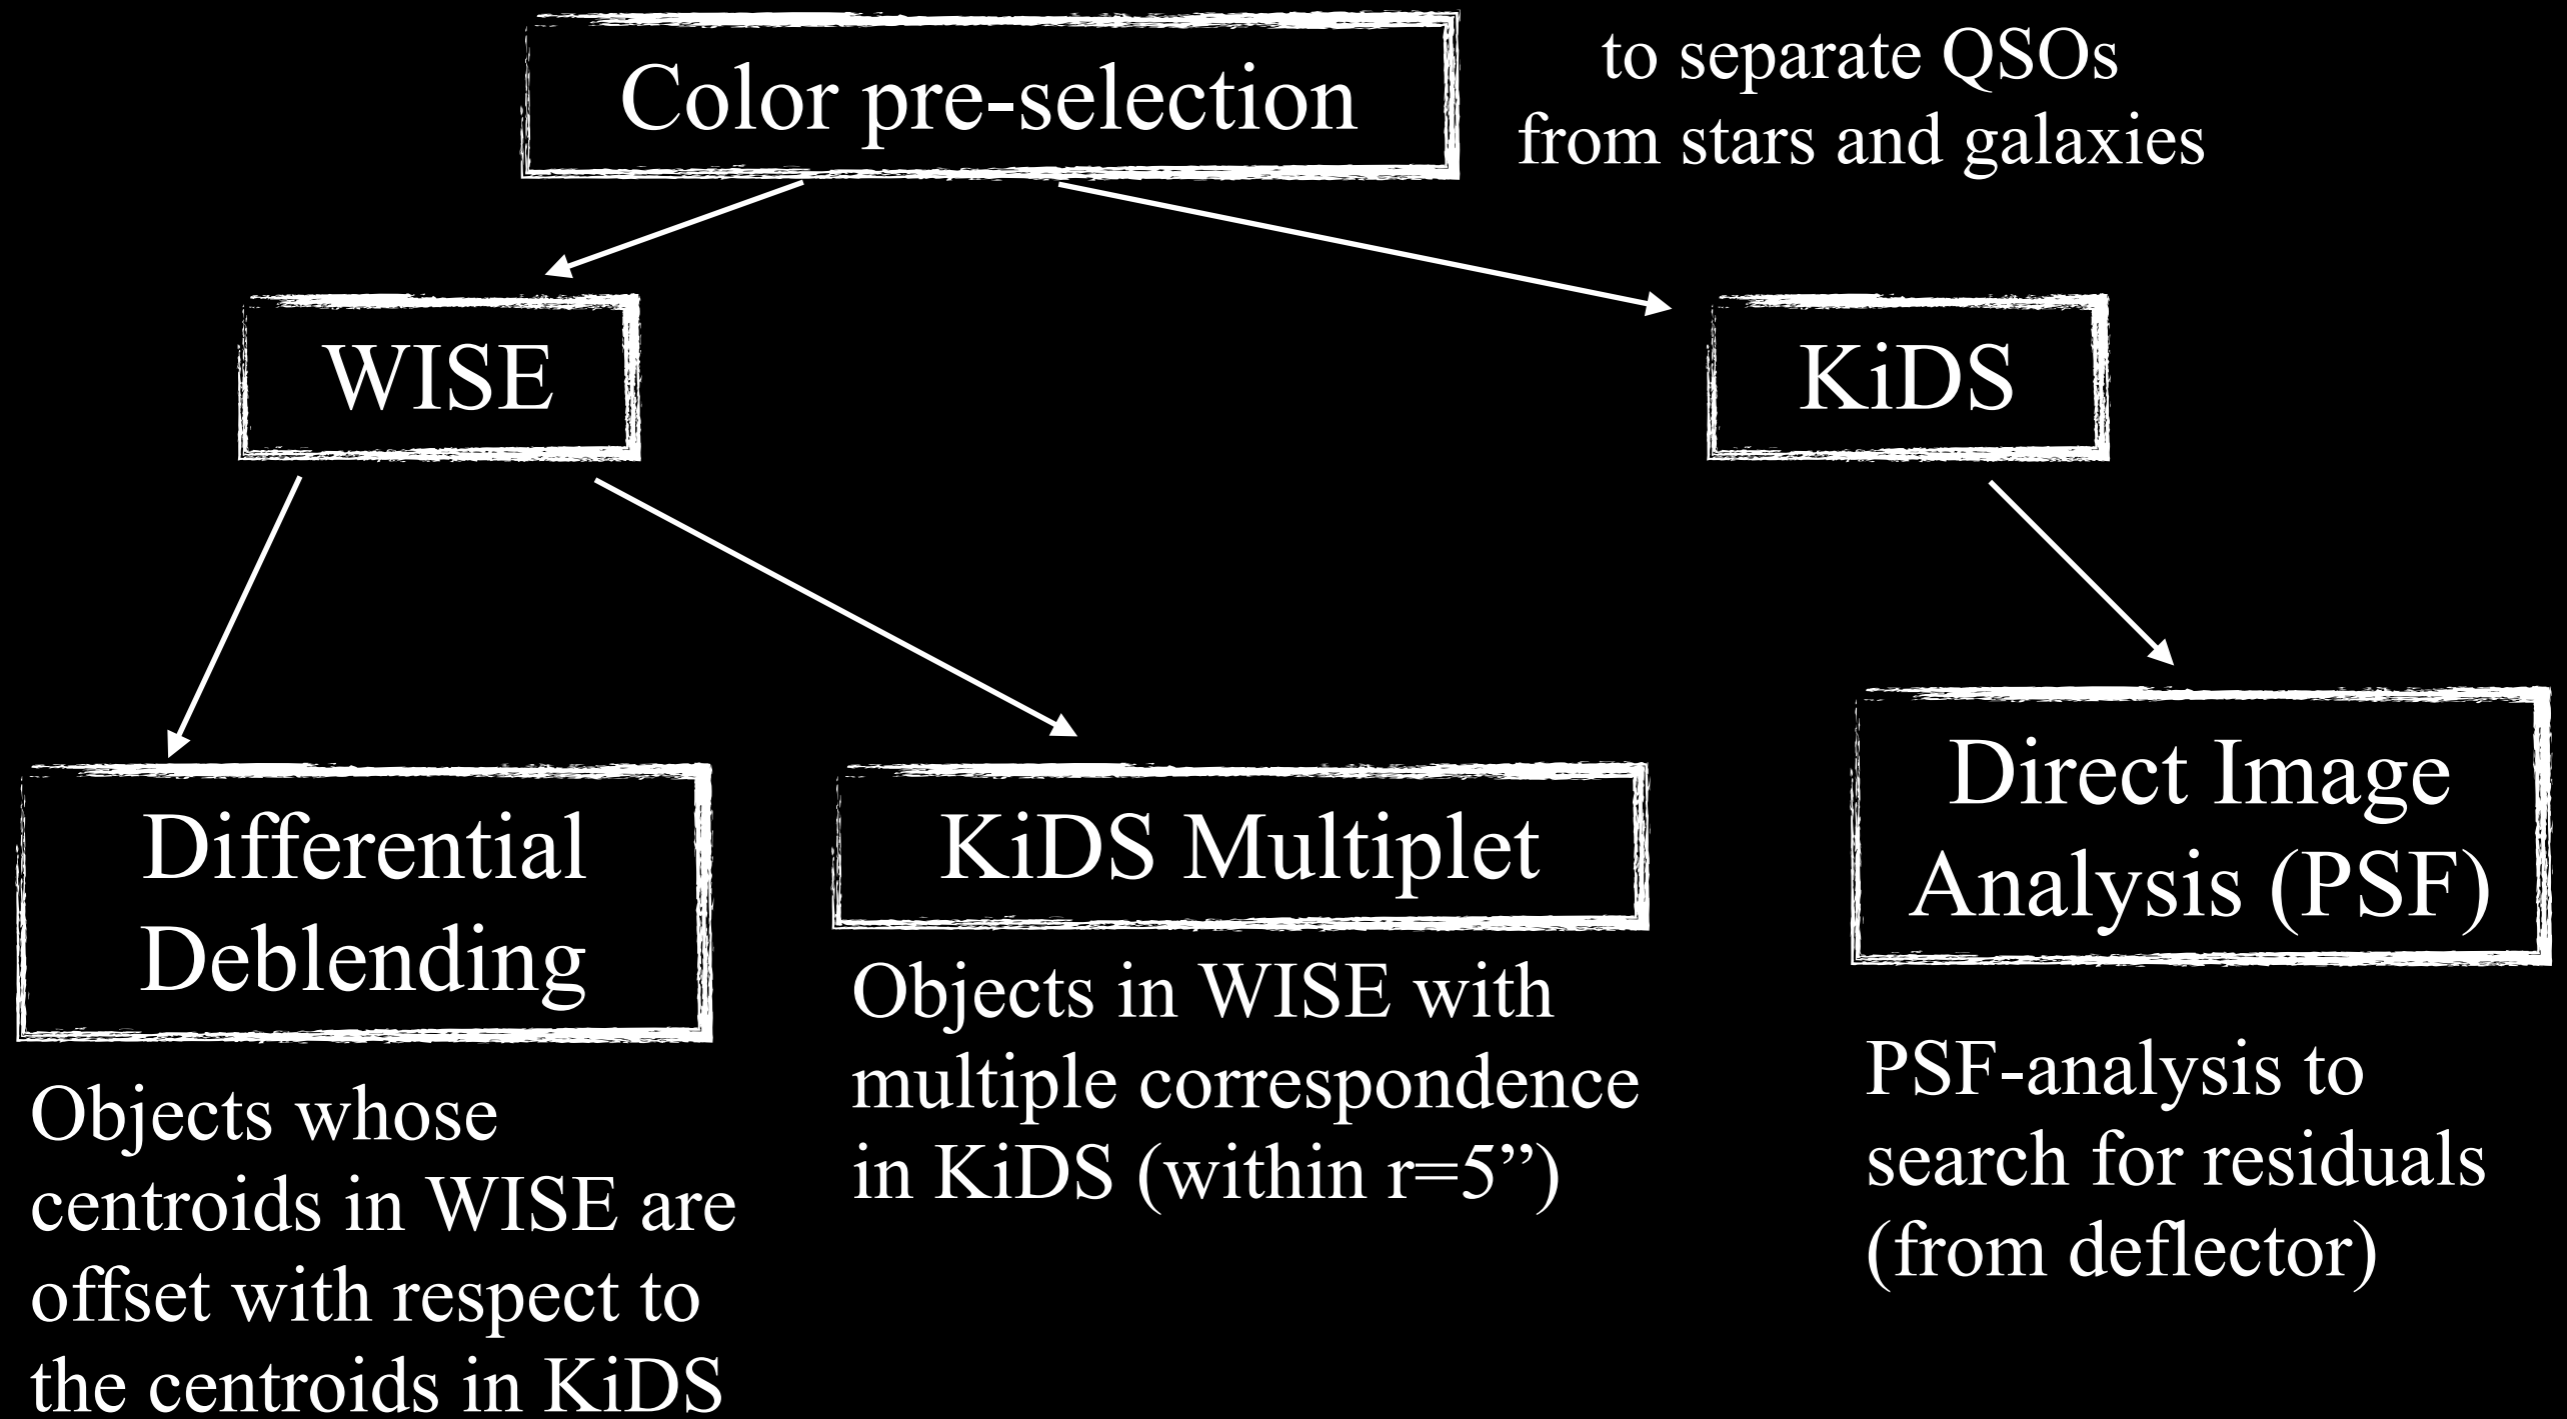 Color pre-selection
to separate QSOs
from stars and galaxies
WISE
KiDS
Differential
Deblending
Objects whose
centroids in WISE are
offset with respect to
the centroids in KiDS
KiDS Multiplet
Objects in WISE with
multiple correspondence
in KiDS (within r=5”)
Direct Image
Analysis (PSF)
PSF-analysis to
search for residuals
(from deflector)